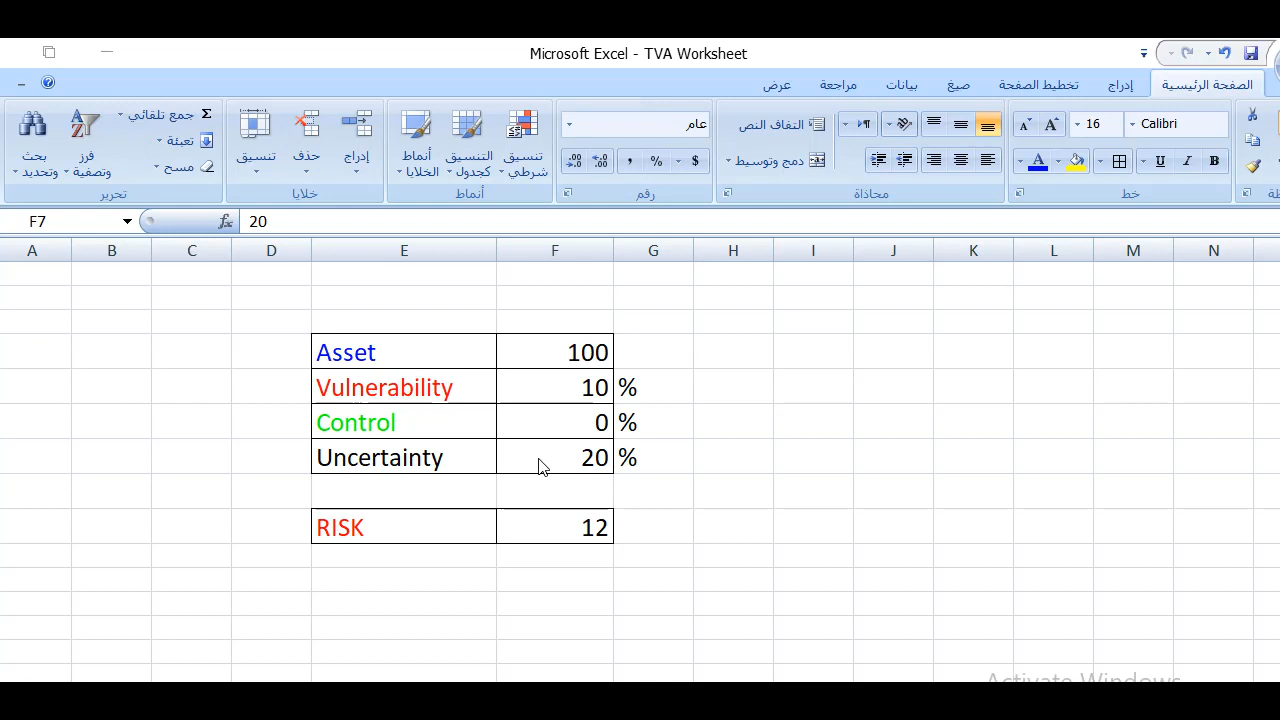 Microsoft Excel - TVA Worksheet
الصفحة الرئيسية
إدراج
تخطيط الصفحة
صيغ
بيانات
مراجعة
عرض
Calibri
16
خط
التفاف النص
دمج وتوسيط
محاذاة
عام
$ % ,
رقم
تنسيق شرطي
التنسيق كجدول
أنماط الخلايا
أنماط
إدراج
حذف
تنسيق
خلايا
Σ جمع تلقائي
تعبئة
مسح
فرز وتصفية
بحث وتحديد
تحرير
F7
fx
20
A B C D E F G H I J K L M N
Asset 100
Vulnerability 10 %
Control 0 %
Uncertainty 20 %
RISK 12
Activate Windows